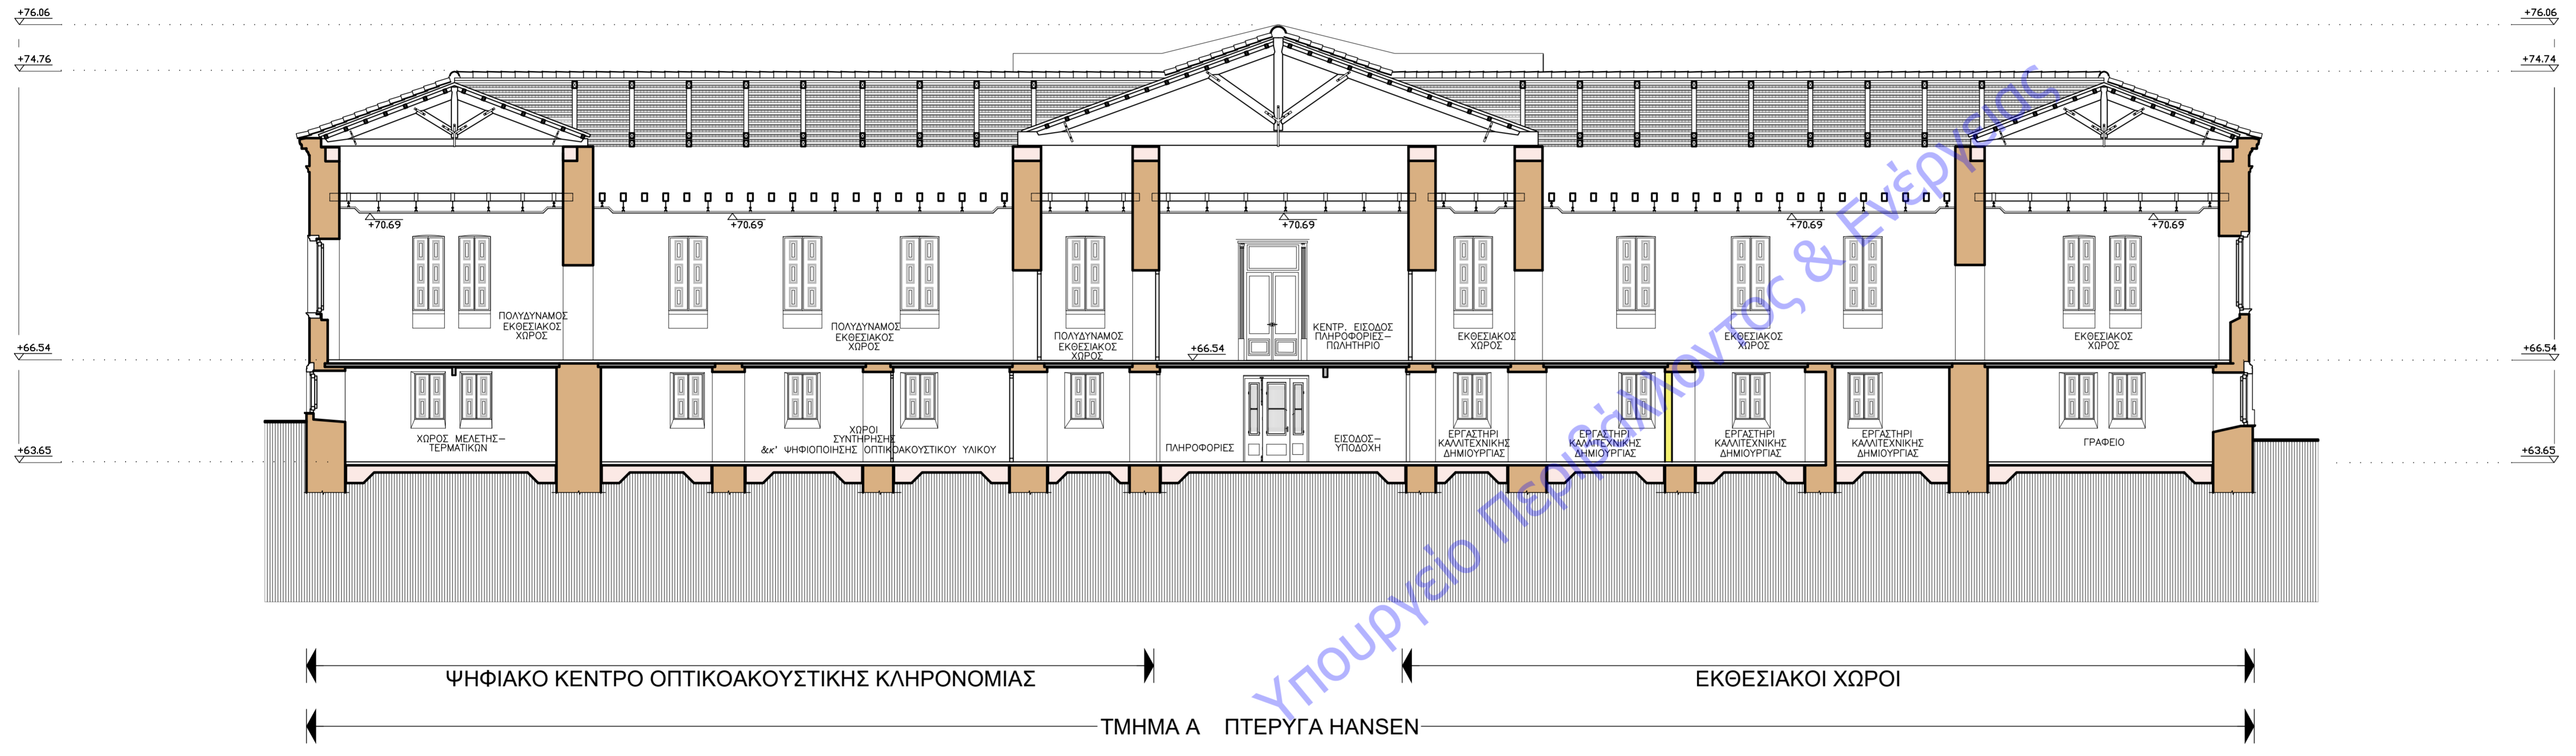 +76.06
+76.06
+74.76
+74.74
+70.69
+70.69
+70.69
+70.69
+70.69
ΠΟΛΥΔΥΝΑΜΟΣ
ΕΚΘΕΣΙΑΚΟΣ
ΧΩΡΟΣ
ΠΟΛΥΔΥΝΑΜΟΣ
ΕΚΘΕΣΙΑΚΟΣ
ΧΩΡΟΣ
ΠΟΛΥΔΥΝΑΜΟΣ
ΕΚΘΕΣΙΑΚΟΣ
ΧΩΡΟΣ
ΚΕΝΤΡ. ΕΙΣΟΔΟΣ
ΠΛΗΡΟΦΟΡΙΕΣ–
ΠΩΛΗΤΗΡΙΟ
ΕΚΘΕΣΙΑΚΟΣ
ΧΩΡΟΣ
ΕΚΘΕΣΙΑΚΟΣ
ΧΩΡΟΣ
ΕΚΘΕΣΙΑΚΟΣ
ΧΩΡΟΣ
+66.54
+66.54
+66.54
ΧΩΡΟΣ ΜΕΛΕΤΗΣ–
ΤΕΡΜΑΤΙΚΩΝ
ΧΩΡΟΙ
ΣΥΝΤΗΡΗΣΗΣ
&κ' ΨΗΦΙΟΠΟΙΗΣΗΣ ΟΠΤΙΚΟΑΚΟΥΣΤΙΚΟΥ ΥΛΙΚΟΥ
ΠΛΗΡΟΦΟΡΙΕΣ
ΕΙΣΟΔΟΣ–
ΥΠΟΔΟΧΗ
ΕΡΓΑΣΤΗΡΙ
ΚΑΛΛΙΤΕΧΝΙΚΗΣ
ΔΗΜΙΟΥΡΓΙΑΣ
ΕΡΓΑΣΤΗΡΙ
ΚΑΛΛΙΤΕΧΝΙΚΗΣ
ΔΗΜΙΟΥΡΓΙΑΣ
ΕΡΓΑΣΤΗΡΙ
ΚΑΛΛΙΤΕΧΝΙΚΗΣ
ΔΗΜΙΟΥΡΓΙΑΣ
ΕΡΓΑΣΤΗΡΙ
ΚΑΛΛΙΤΕΧΝΙΚΗΣ
ΔΗΜΙΟΥΡΓΙΑΣ
ΓΡΑΦΕΙΟ
+63.65
+63.65
Υπουργείο Περιβάλλοντος & Ενέργειας
ΨΗΦΙΑΚΟ ΚΕΝΤΡΟ ΟΠΤΙΚΟΑΚΟΥΣΤΙΚΗΣ ΚΛΗΡΟΝΟΜΙΑΣ
ΕΚΘΕΣΙΑΚΟΙ ΧΩΡΟΙ
ΤΜΗΜΑ Α ΠΤΕΡΥΓΑ HANSEN